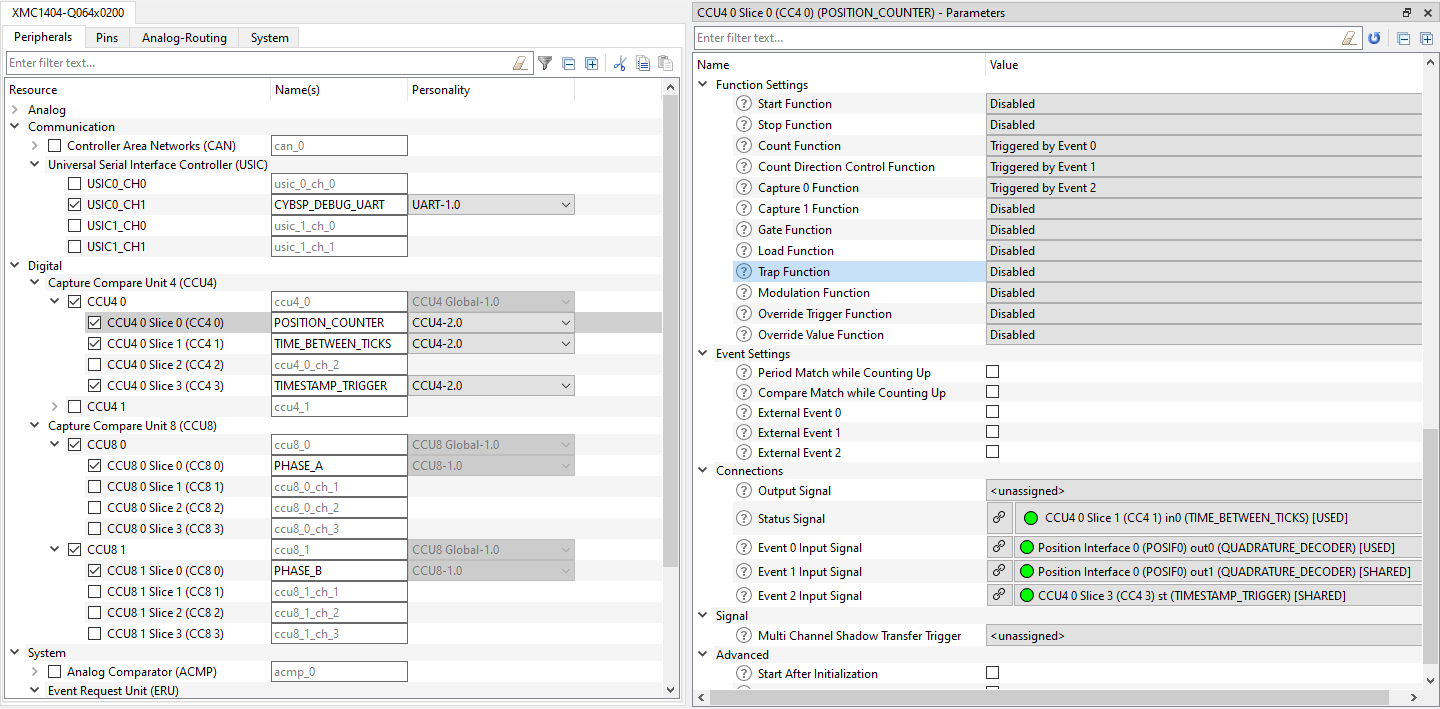 XMC1404-Q064x0200
Peripherals Pins Analog-Routing System
Enter filter text...
Resource Name(s) Personality
Analog
Communication
Controller Area Networks (CAN) can_0
Universal Serial Interface Controller (USIC)
USIC0_CH0 usic_0_ch_0
USIC0_CH1 CYBSP_DEBUG_UART UART-1.0
USIC1_CH0 usic_1_ch_0
USIC1_CH1 usic_1_ch_1
Digital
Capture Compare Unit 4 (CCU4)
CCU4 0 ccu4_0 CCU4 Global-1.0
CCU4 0 Slice 0 (CC4 0) POSITION_COUNTER CCU4-2.0
CCU4 0 Slice 1 (CC4 1) TIME_BETWEEN_TICKS CCU4-2.0
CCU4 0 Slice 2 (CC4 2) ccu4_0_ch_2
CCU4 0 Slice 3 (CC4 3) TIMESTAMP_TRIGGER CCU4-2.0
CCU4 1 ccu4_1
Capture Compare Unit 8 (CCU8)
CCU8 0 ccu8_0 CCU8 Global-1.0
CCU8 0 Slice 0 (CC8 0) PHASE_A CCU8-1.0
CCU8 0 Slice 1 (CC8 1) ccu8_0_ch_1
CCU8 0 Slice 2 (CC8 2) ccu8_0_ch_2
CCU8 0 Slice 3 (CC8 3) ccu8_0_ch_3
CCU8 1 ccu8_1 CCU8 Global-1.0
CCU8 1 Slice 0 (CC8 0) PHASE_B CCU8-1.0
CCU8 1 Slice 1 (CC8 1) ccu8_1_ch_1
CCU8 1 Slice 2 (CC8 2) ccu8_1_ch_2
CCU8 1 Slice 3 (CC8 3) ccu8_1_ch_3
System
Analog Comparator (ACMP) acmp_0
Event Request Unit (ERU)
CCU4 0 Slice 0 (CC4 0) (POSITION_COUNTER) - Parameters
Enter filter text...
Name Value
Function Settings
Start Function Disabled
Stop Function Disabled
Count Function Triggered by Event 0
Count Direction Control Function Triggered by Event 1
Capture 0 Function Triggered by Event 2
Capture 1 Function Disabled
Gate Function Disabled
Load Function Disabled
Trap Function Disabled
Modulation Function Disabled
Override Trigger Function Disabled
Override Value Function Disabled
Event Settings
Period Match while Counting Up
Compare Match while Counting Up
External Event 0
External Event 1
External Event 2
Connections
Output Signal <unassigned>
Status Signal CCU4 0 Slice 1 (CC4 1) in0 (TIME_BETWEEN_TICKS) [USED]
Event 0 Input Signal Position Interface 0 (POSIF0) out0 (QUADRATURE_DECODER) [USED]
Event 1 Input Signal Position Interface 0 (POSIF0) out1 (QUADRATURE_DECODER) [SHARED]
Event 2 Input Signal CCU4 0 Slice 3 (CC4 3) st (TIMESTAMP_TRIGGER) [SHARED]
Signal
Multi Channel Shadow Transfer Trigger <unassigned>
Advanced
Start After Initialization